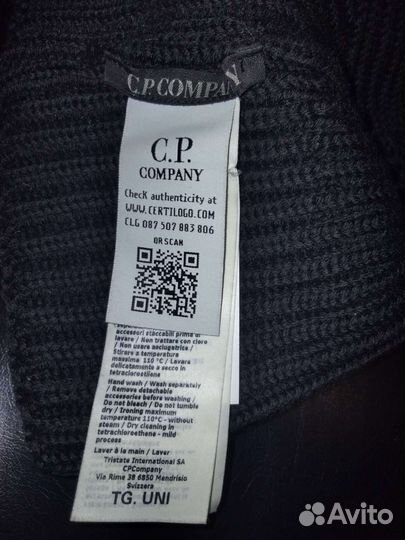 C.P. COMPANY
C.P.
COMPANY
Check authenticity at
WWW.CERTILOGO.COM
CLG 087 507 883 806
QR SCAN
accessori staccabili prima di
lavare / Non trattare con cloro
/ Non usare asciugatrice /
Stirare a temperatura
massima 110 °C / Lavare
delicatamente a secco in
tetracloroetilene
Hand wash / Wash separately
/ Remove detachable
accessories before washing /
Do not bleach / Do not tumble
dry / Ironing maximum
temperature 110°C - without
steam / Dry cleaning in
tetrachloroethene - mild
process
Laver à la main /
Tristate International SA
CPCompany
Via Rime 38 6850 Mendrisio
Svizzera
TG. UNI
Avito